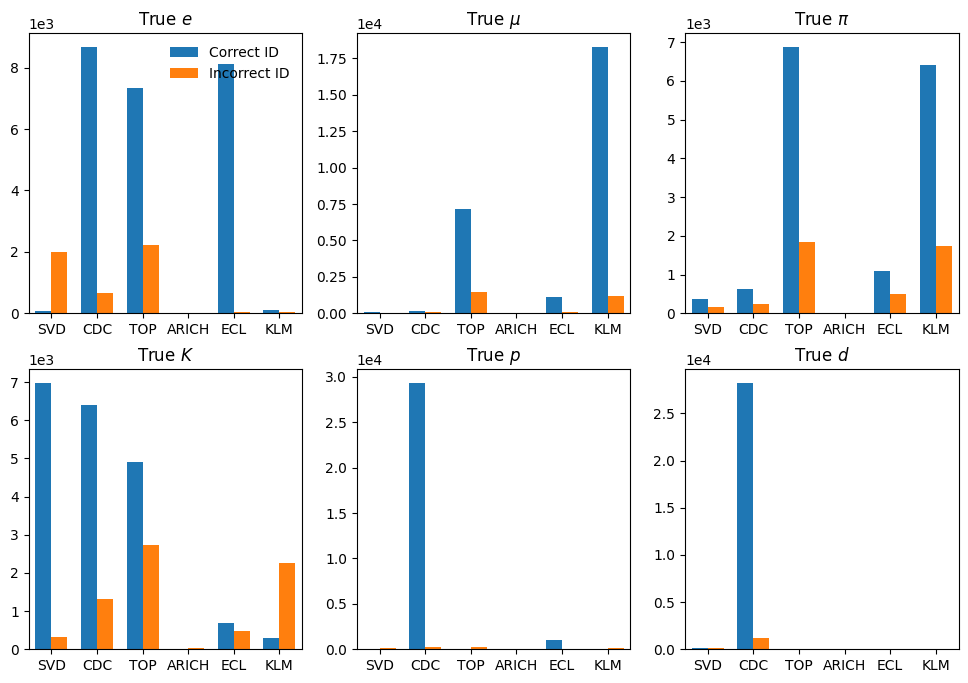 True e
1e3
8
6
4
2
0
Correct ID
Incorrect ID
SVD CDC TOP ARICH ECL KLM
True μ
1e4
1.75
1.50
1.25
1.00
0.75
0.50
0.25
0.00
SVD CDC TOP ARICH ECL KLM
True π
1e3
7
6
5
4
3
2
1
0
SVD CDC TOP ARICH ECL KLM
True K
1e3
7
6
5
4
3
2
1
0
SVD CDC TOP ARICH ECL KLM
True p
1e4
3.0
2.5
2.0
1.5
1.0
0.5
0.0
SVD CDC TOP ARICH ECL KLM
True d
1e4
2.5
2.0
1.5
1.0
0.5
0.0
SVD CDC TOP ARICH ECL KLM